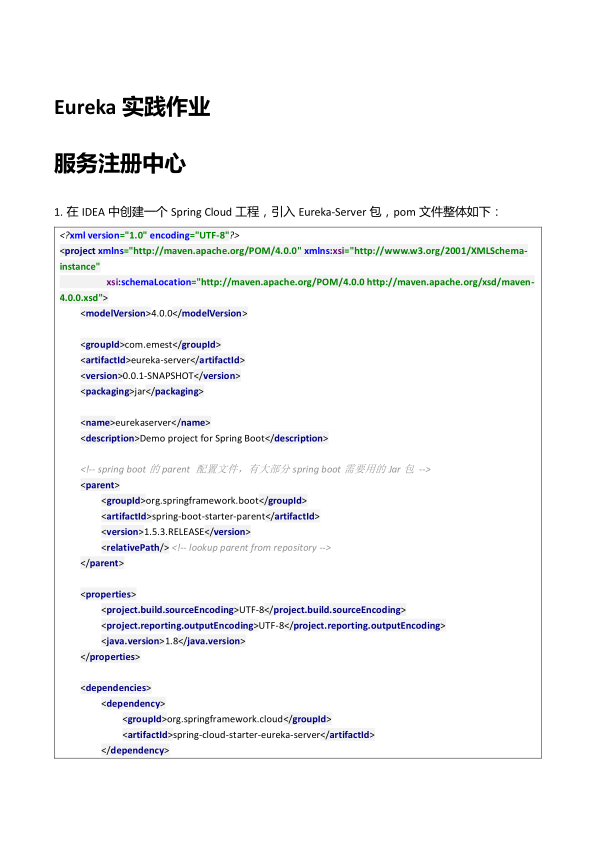 Eureka 实践作业
服务注册中心
1. 在 IDEA 中创建一个 Spring Cloud 工程，引入 Eureka-Server 包，pom 文件整体如下：
<?xml version="1.0" encoding="UTF-8"?>
<project xmlns="http://maven.apache.org/POM/4.0.0" xmlns:xsi="http://www.w3.org/2001/XMLSchema-
instance"
xsi:schemaLocation="http://maven.apache.org/POM/4.0.0 http://maven.apache.org/xsd/maven-
4.0.0.xsd">
<modelVersion>4.0.0</modelVersion>
<groupId>com.emest</groupId>
<artifactId>eureka-server</artifactId>
<version>0.0.1-SNAPSHOT</version>
<packaging>jar</packaging>
<name>eurekaserver</name>
<description>Demo project for Spring Boot</description>
<!-- spring boot 的 parent 配置文件，有大部分 spring boot 需要用的 Jar 包 -->
<parent>
<groupId>org.springframework.boot</groupId>
<artifactId>spring-boot-starter-parent</artifactId>
<version>1.5.3.RELEASE</version>
<relativePath/> <!-- lookup parent from repository -->
</parent>
<properties>
<project.build.sourceEncoding>UTF-8</project.build.sourceEncoding>
<project.reporting.outputEncoding>UTF-8</project.reporting.outputEncoding>
<java.version>1.8</java.version>
</properties>
<dependencies>
<dependency>
<groupId>org.springframework.cloud</groupId>
<artifactId>spring-cloud-starter-eureka-server</artifactId>
</dependency>